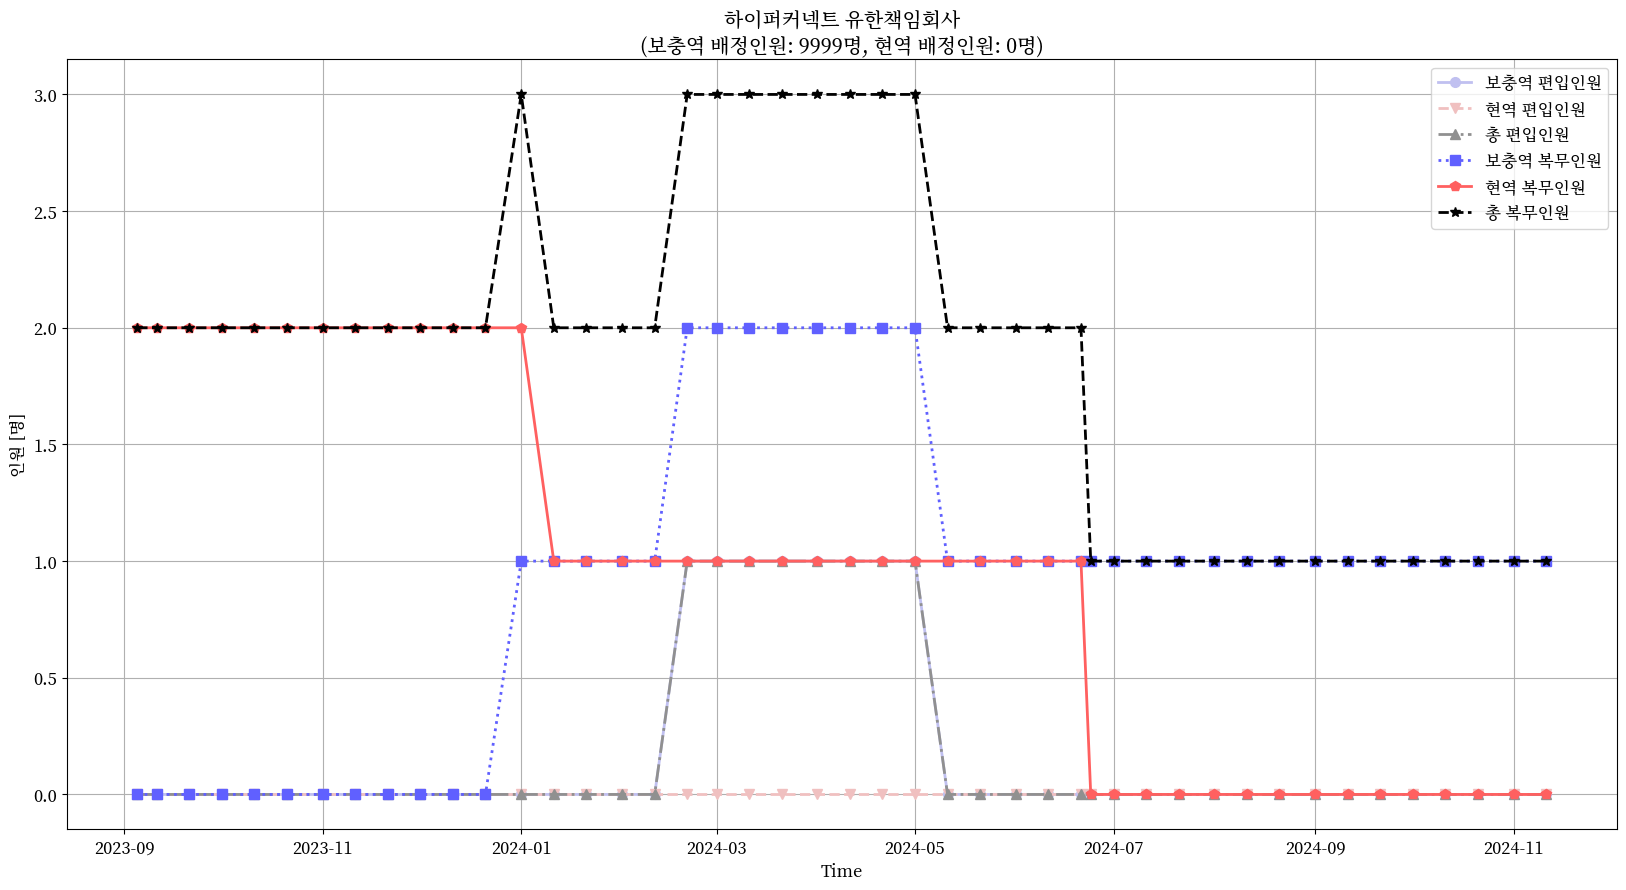 하이퍼커넥트 유한책임회사
(보충역 배정인원: 9999명, 현역 배정인원: 0명)
보충역 편입인원
현역 편입인원
총 편입인원
보충역 복무인원
현역 복무인원
총 복무인원
인원 [명]
3.0
2.5
2.0
1.5
1.0
0.5
0.0
2023-09
2023-11
2024-01
2024-03
2024-05
2024-07
2024-09
2024-11
Time